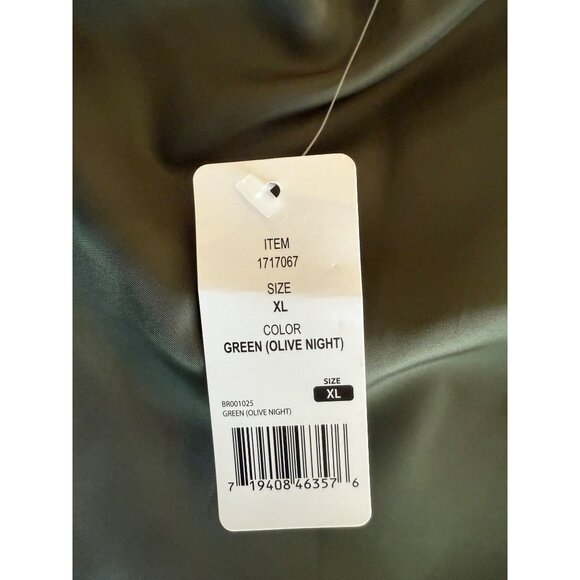 ITEM
1717067
SIZE
XL
COLOR
GREEN (OLIVE NIGHT)
SIZE
XL
BR001025
GREEN (OLIVE NIGHT)
7 19408 46357 6